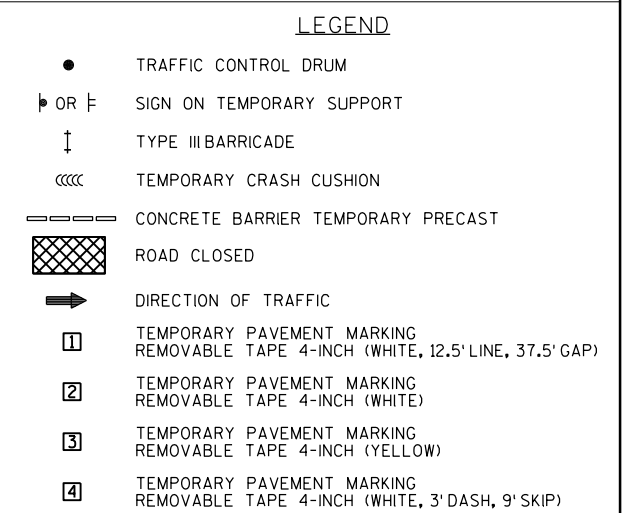 LEGEND
TRAFFIC CONTROL DRUM
OR SIGN ON TEMPORARY SUPPORT
TYPE III BARRICADE
TEMPORARY CRASH CUSHION
CONCRETE BARRIER TEMPORARY PRECAST
ROAD CLOSED
DIRECTION OF TRAFFIC
1 TEMPORARY PAVEMENT MARKING
REMOVABLE TAPE 4-INCH (WHITE, 12.5' LINE, 37.5' GAP)
2 TEMPORARY PAVEMENT MARKING
REMOVABLE TAPE 4-INCH (WHITE)
3 TEMPORARY PAVEMENT MARKING
REMOVABLE TAPE 4-INCH (YELLOW)
4 TEMPORARY PAVEMENT MARKING
REMOVABLE TAPE 4-INCH (WHITE, 3' DASH, 9' SKIP)